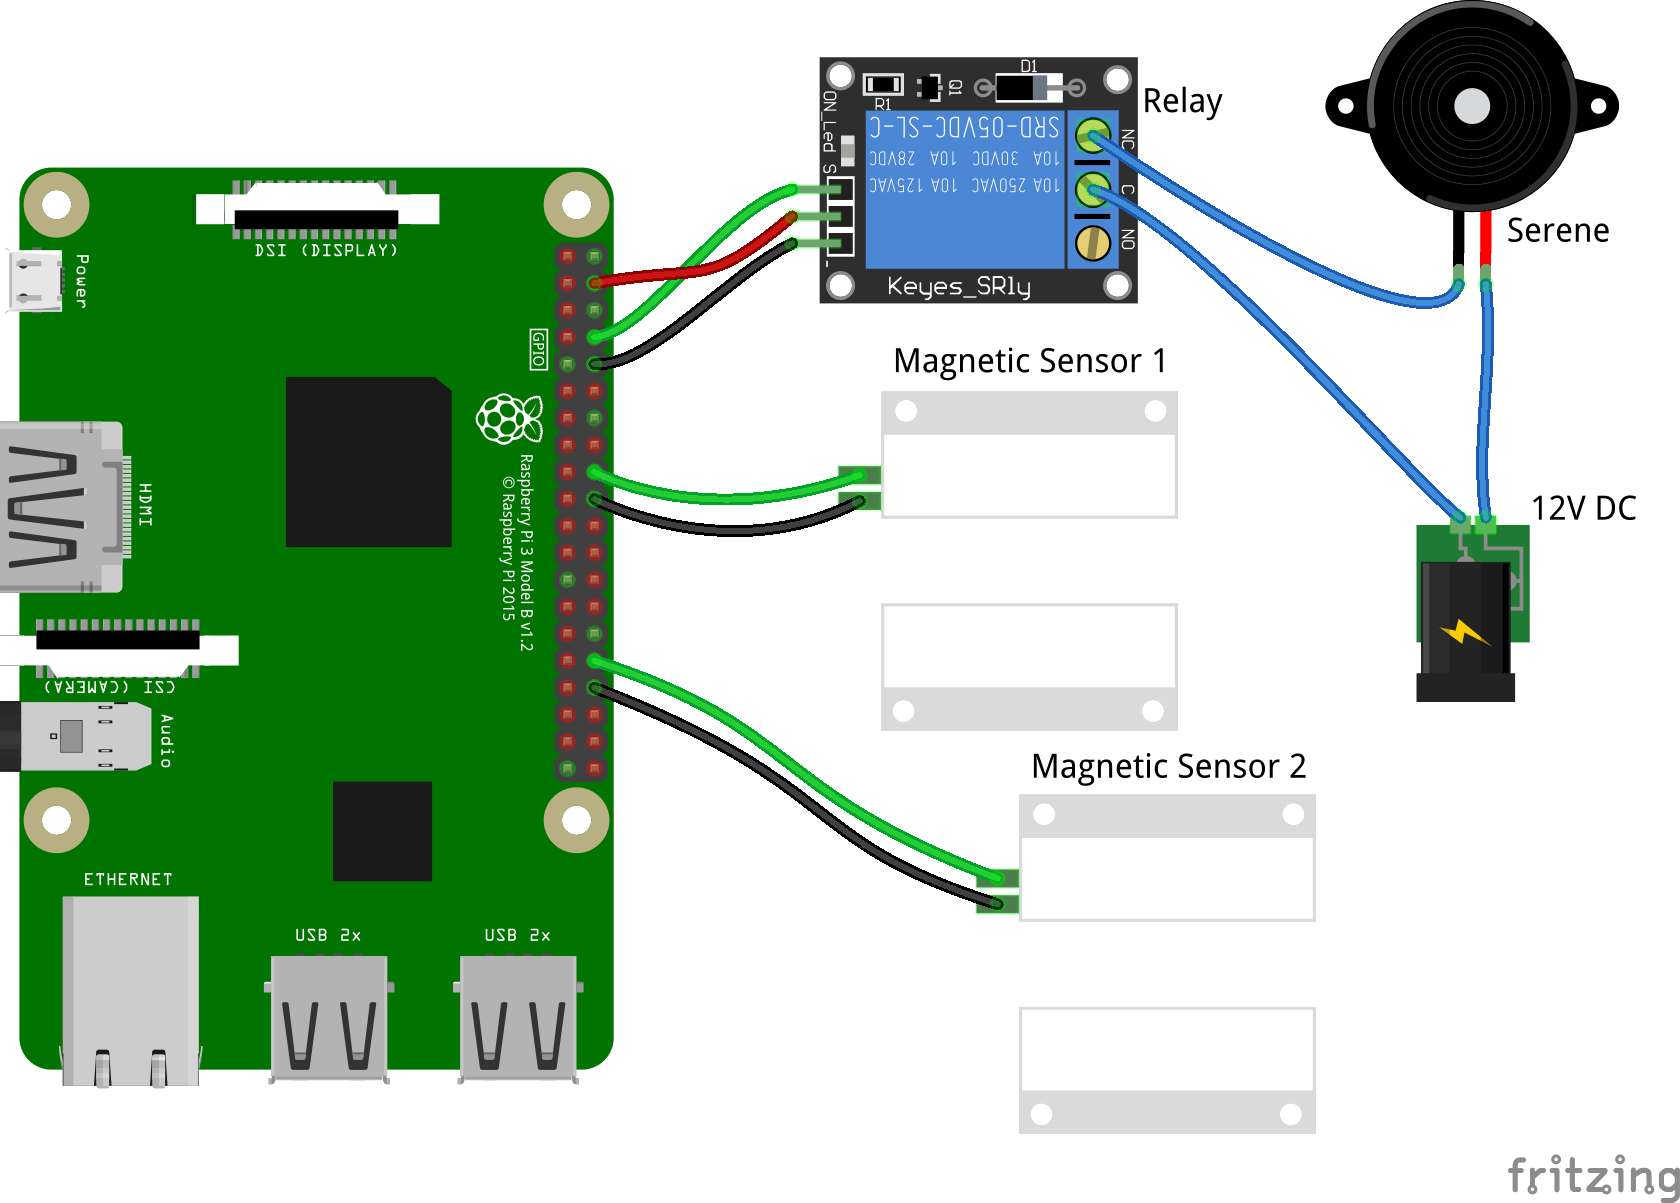 DSI (DISPLAY)
Power
GPIO
HDMI
Raspberry Pi 3 Model B v1.2
© Raspberry Pi 2015
CSI (CAMERA)
Audio
ETHERNET
USB 2x
USB 2x
R1
Q1
D1
ON_Led
S
-
SRD-05VDC-SL-C
10A 30VDC 10A 28VDC
10A 250VAC 10A 125VAC
NC
C
NO
Keyes_SRly
Relay
Serene
Magnetic Sensor 1
12V DC
Magnetic Sensor 2
fritzing